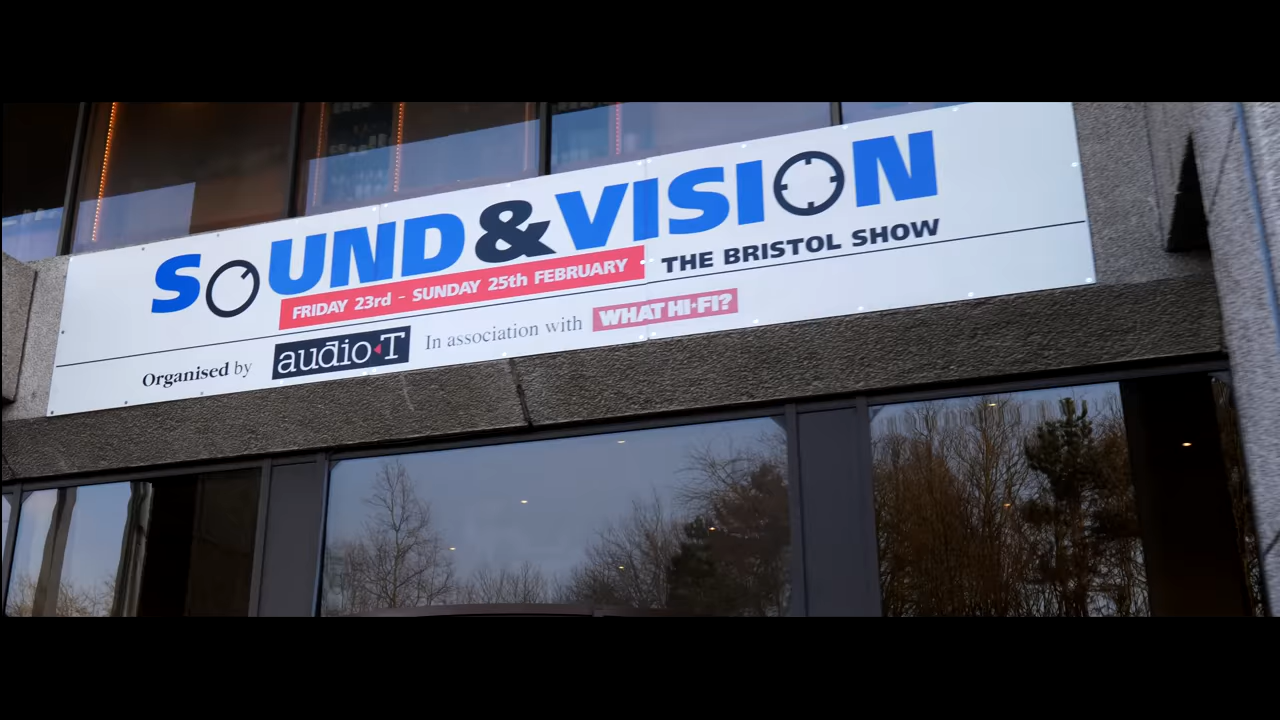 SOUND & VISION
FRIDAY 23rd - SUNDAY 25th FEBRUARY
THE BRISTOL SHOW
Organised by audio T In association with WHAT HI-FI?